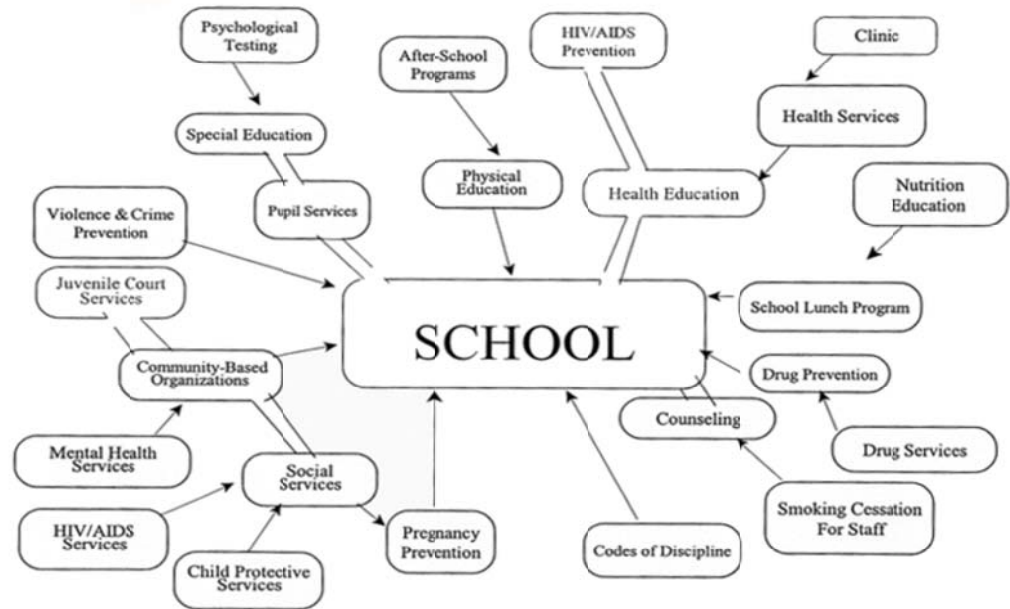 Psychological
Testing
After-School
Programs
HIV/AIDS
Prevention
Clinic
Special Education
Health Services
Pupil Services
Physical
Education
Health Education
Nutrition
Education
Violence & Crime
Prevention
Juvenile Court
Services
SCHOOL
School Lunch Program
Community-Based
Organizations
Drug Prevention
Counseling
Mental Health
Services
Social
Services
Drug Services
HIV/AIDS
Services
Pregnancy
Prevention
Codes of Discipline
Smoking Cessation
For Staff
Child Protective
Services